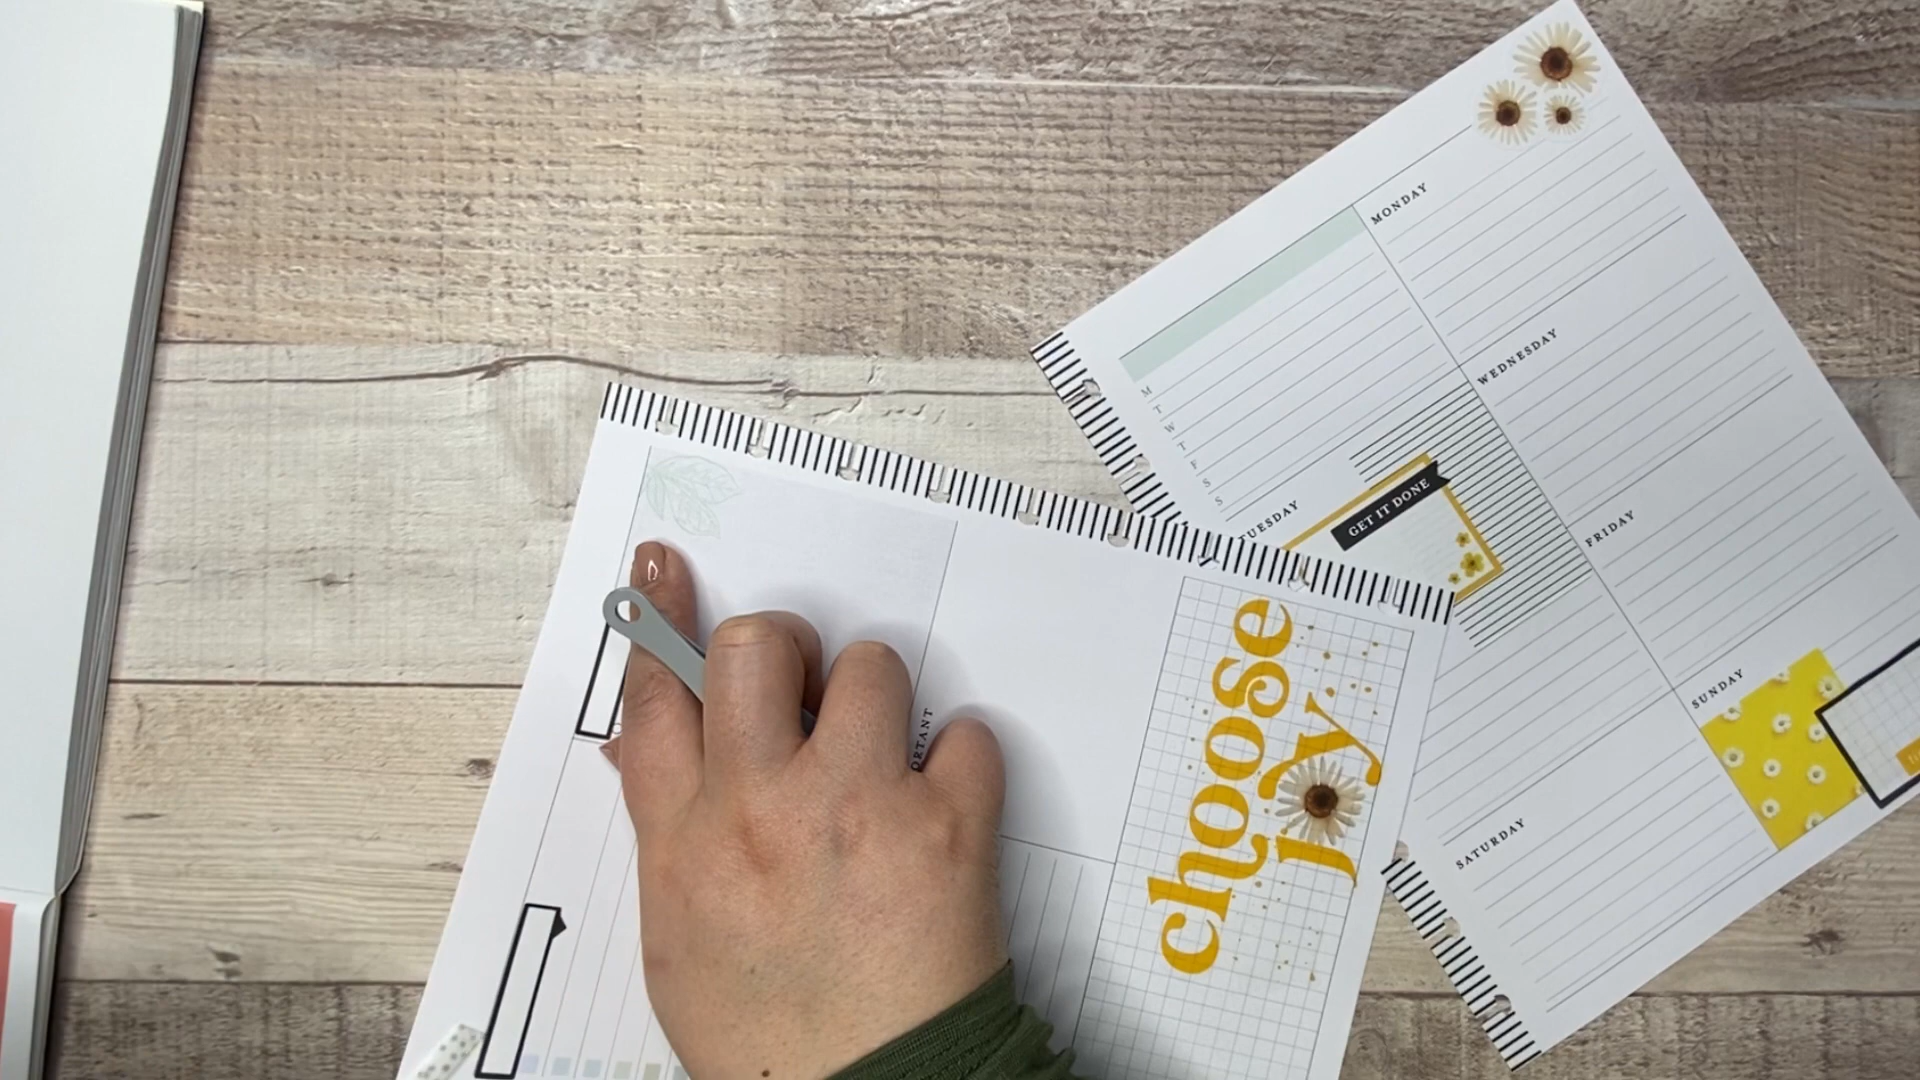 MONDAY
WEDNESDAY
FRIDAY
SUNDAY
M
T
W
T
F
S
S
TUESDAY
GET IT DONE
SATURDAY
choose
joy